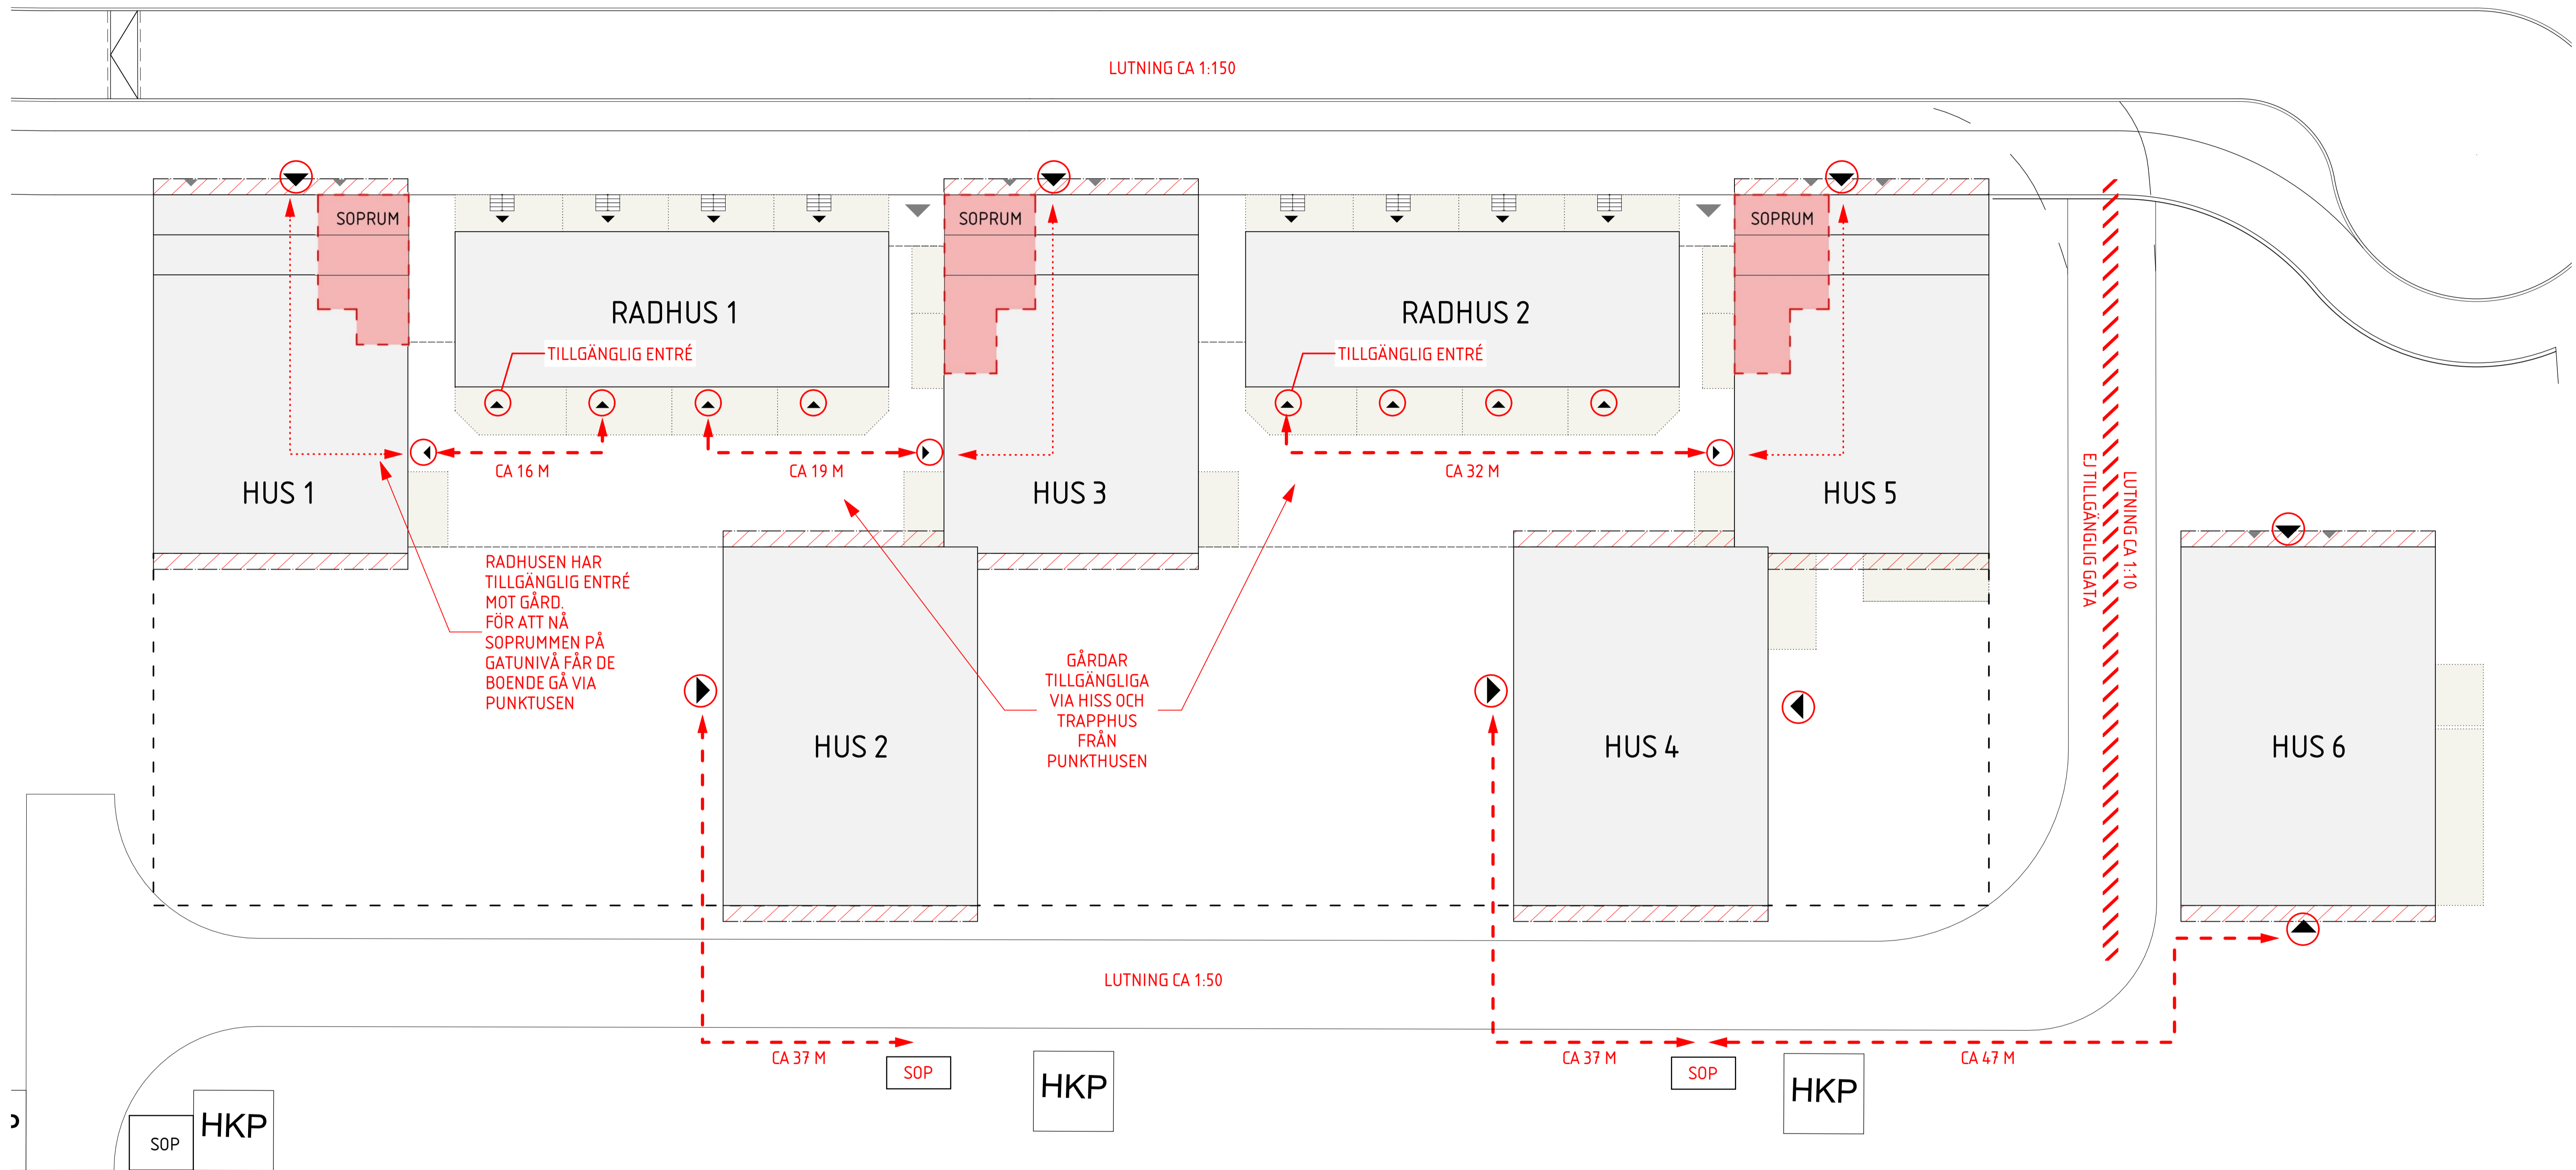 LUTNING CA 1:150
SOPRUM
SOPRUM
SOPRUM
RADHUS 1
RADHUS 2
TILLGÄNGLIG ENTRÉ
TILLGÄNGLIG ENTRÉ
CA 16 M
CA 19 M
CA 32 M
HUS 1
HUS 3
HUS 5
EJ TILLGÄNGLIG GATA
LUTNING CA 1:10
RADHUSEN HAR
TILLGÄNGLIG ENTRÉ
MOT GÅRD.
FÖR ATT NÅ
SOPRUMMEN PÅ
GATUNIVÅ FÅR DE
BOENDE GÅ VIA
PUNKTUSEN
GÅRDAR
TILLGÄNGLIGA
VIA HISS OCH
TRAPPHUS
FRÅN
PUNKTHUSEN
HUS 2
HUS 4
HUS 6
LUTNING CA 1:50
CA 37 M
CA 37 M
CA 47 M
SOP
SOP
HKP
HKP
HKP
SOP